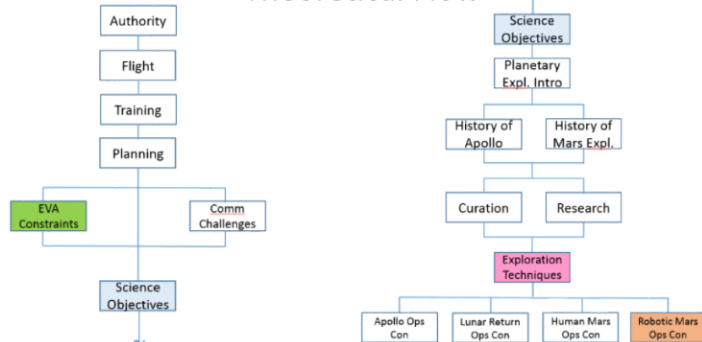 Authority
Flight
Training
Planning
EVA
Constraints
Comm
Challenges
Science
Objectives
Science
Objectives
Planetary
Expl. Intro
History of
Apollo
History of
Mars Expl.
Curation
Research
Exploration
Techniques
Apollo Ops
Con
Lunar Return
Ops Con
Human Mars
Ops Con
Robotic Mars
Ops Con